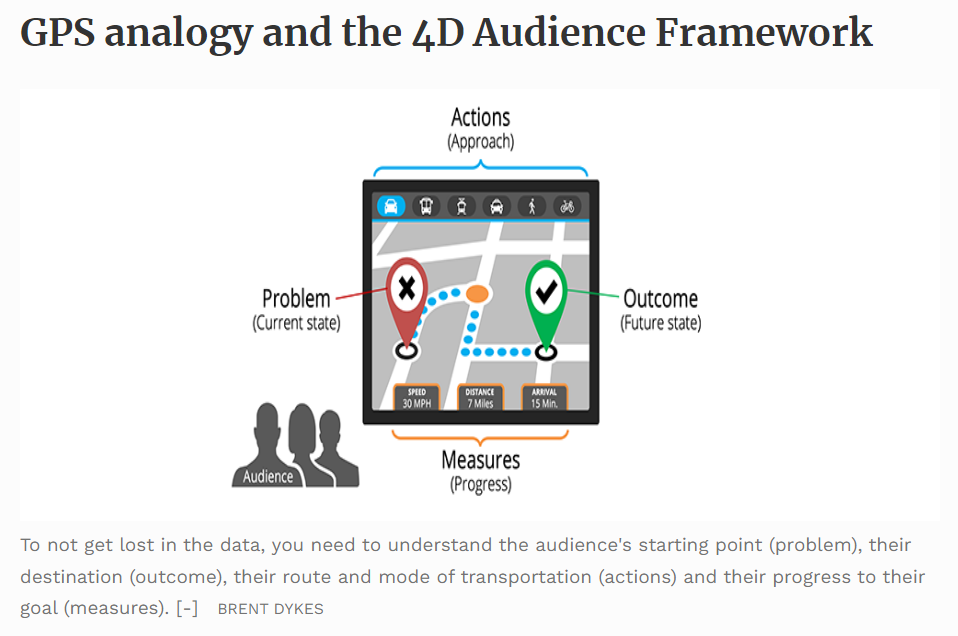 GPS analogy and the 4D Audience Framework
Actions
(Approach)
Problem
(Current state)
Outcome
(Future state)
SPEED
30 MPH
DISTANCE
7 Miles
ARRIVAL
15 Min.
Audience
Measures
(Progress)
To not get lost in the data, you need to understand the audience's starting point (problem), their
destination (outcome), their route and mode of transportation (actions) and their progress to their
goal (measures). [-] BRENT DYKES